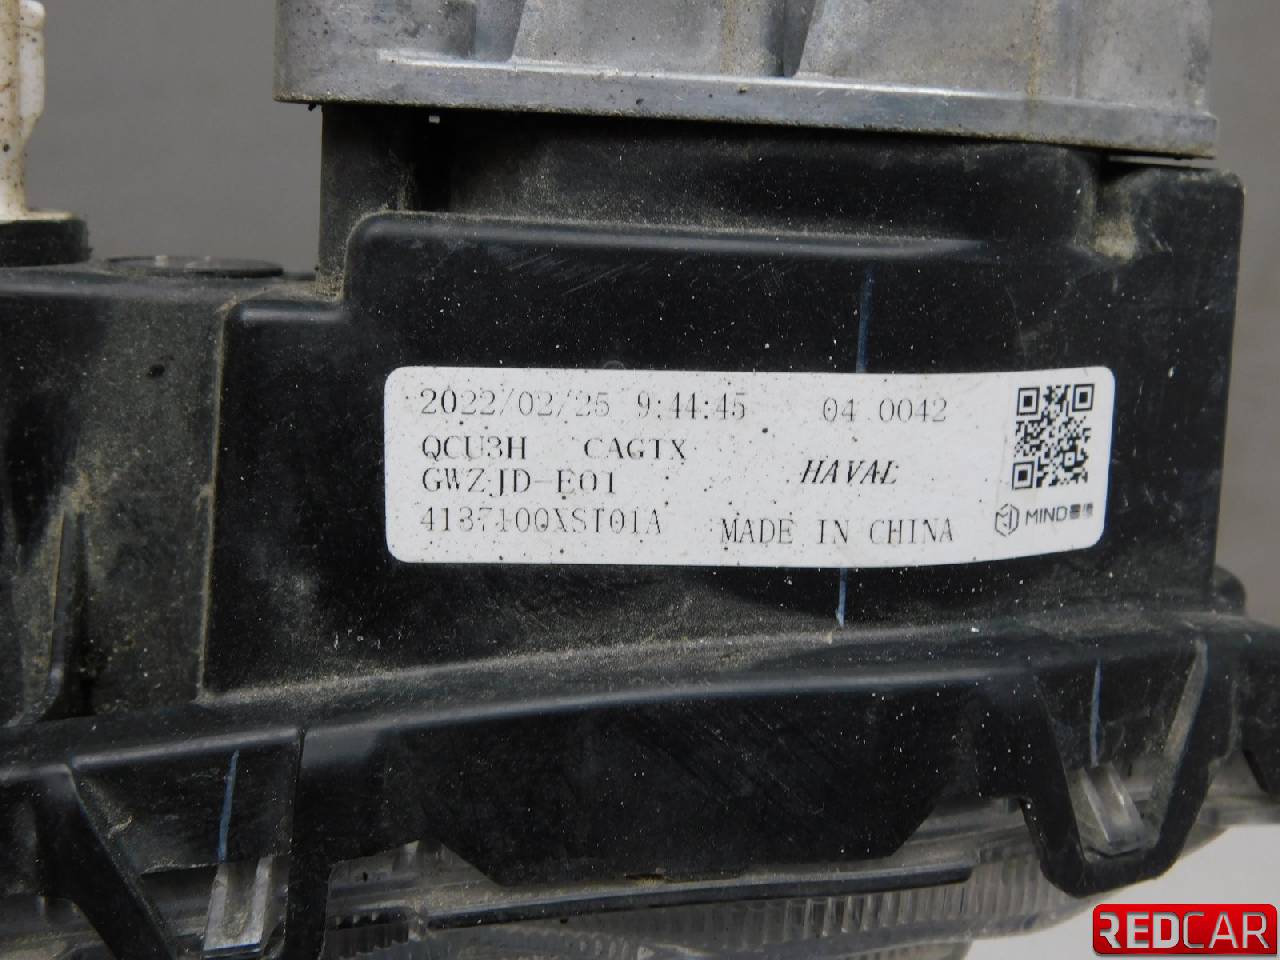 2022/02/25 9:44:45 04 0042
QCU3H CAGTX
GWZJD-E01
HAVAL
4137100XST01A MADE IN CHINA
MIND
REDCAR